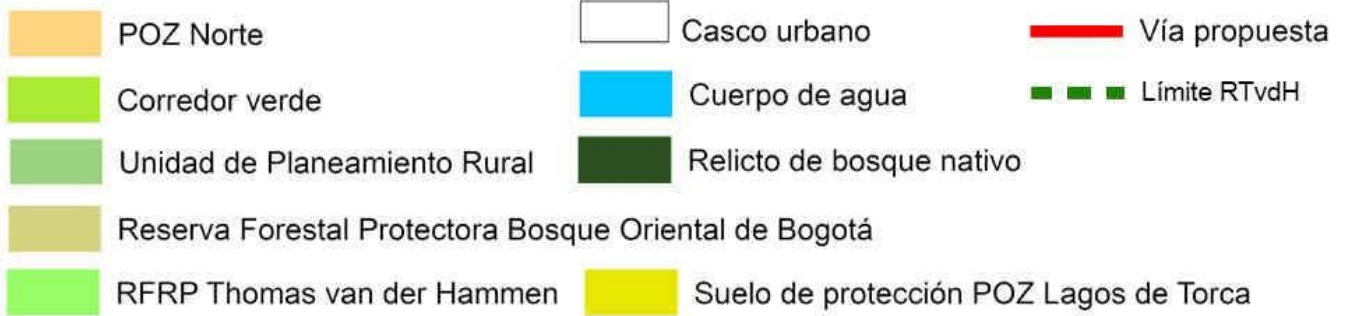 POZ Norte
Casco urbano
Vía propuesta
Corredor verde
Cuerpo de agua
Límite RTvdH
Unidad de Planeamiento Rural
Relicto de bosque nativo
Reserva Forestal Protectora Bosque Oriental de Bogotá
RFRP Thomas van der Hammen
Suelo de protección POZ Lagos de Torca